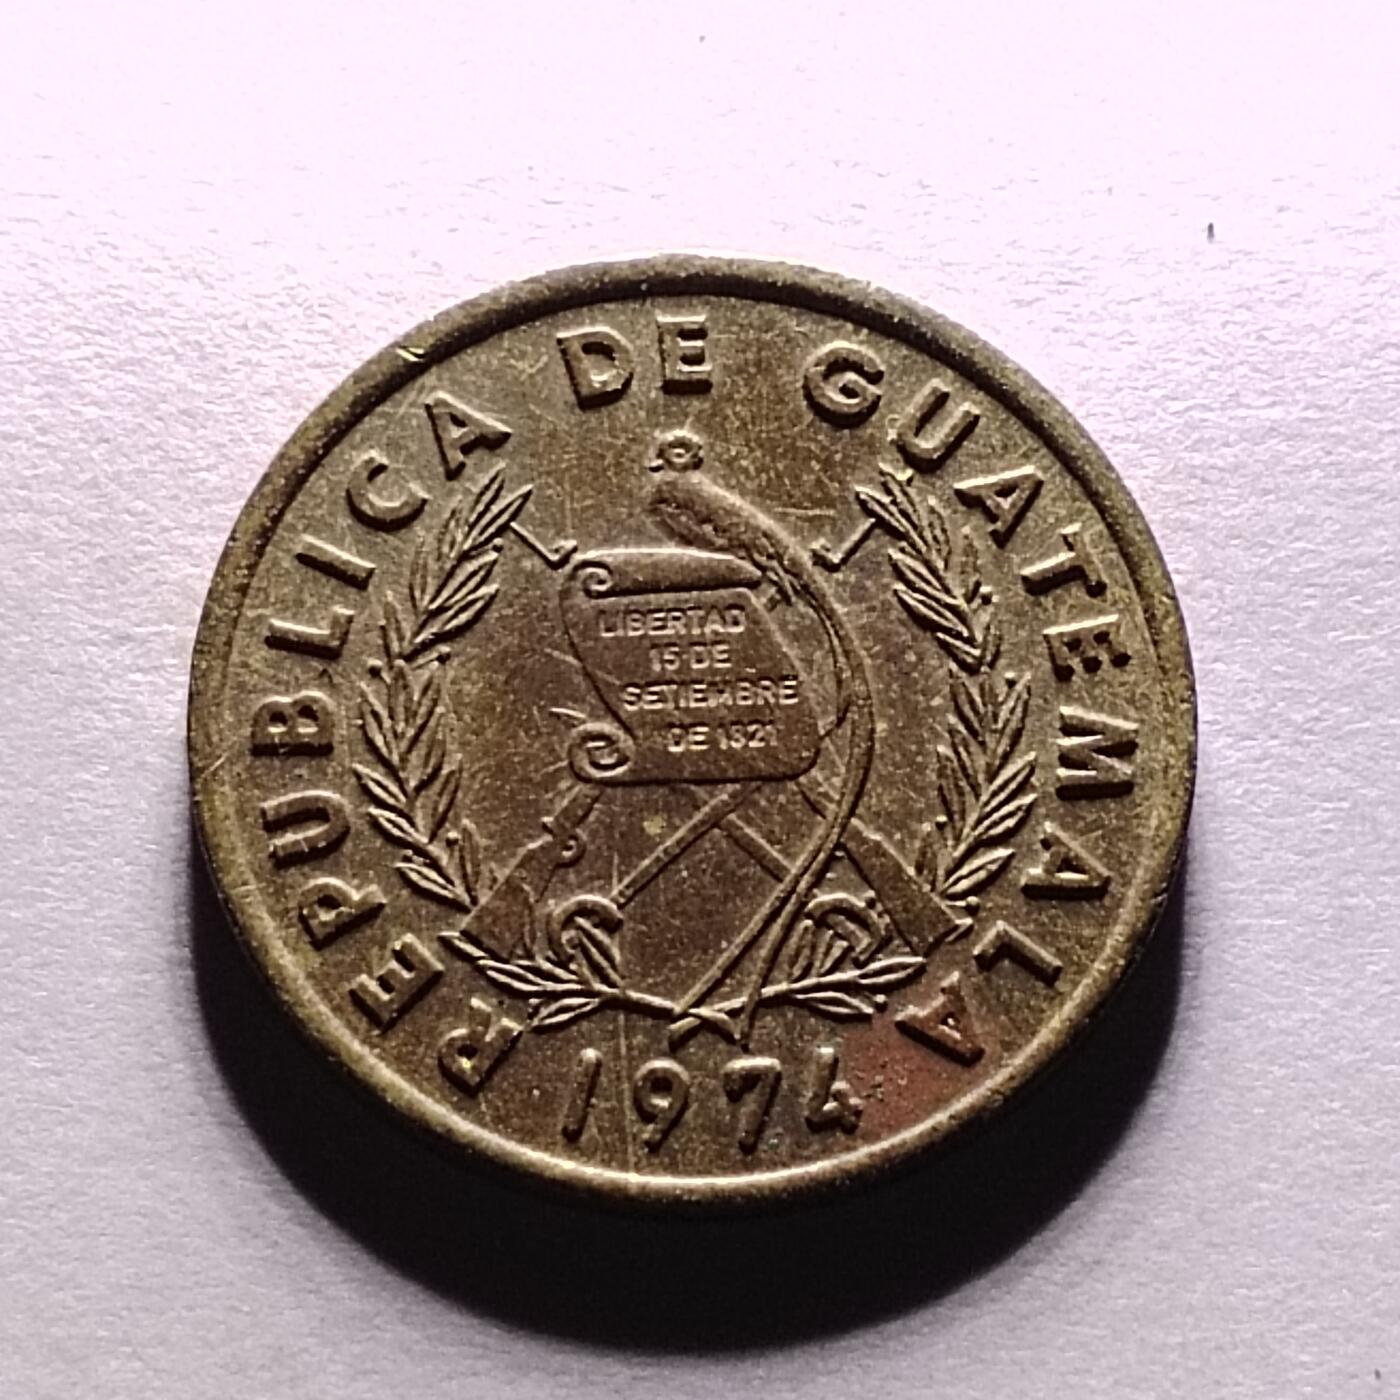 REPUBLICA DE GUATEMALA
LIBERTAD
15 DE
SETIEMBRE
DE 1821
1974